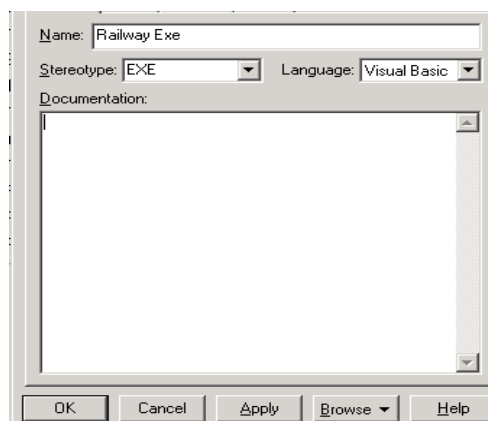 Name: Railway Exe
Stereotype: EXE Language: Visual Basic
Documentation:
OK Cancel Apply Browse Help